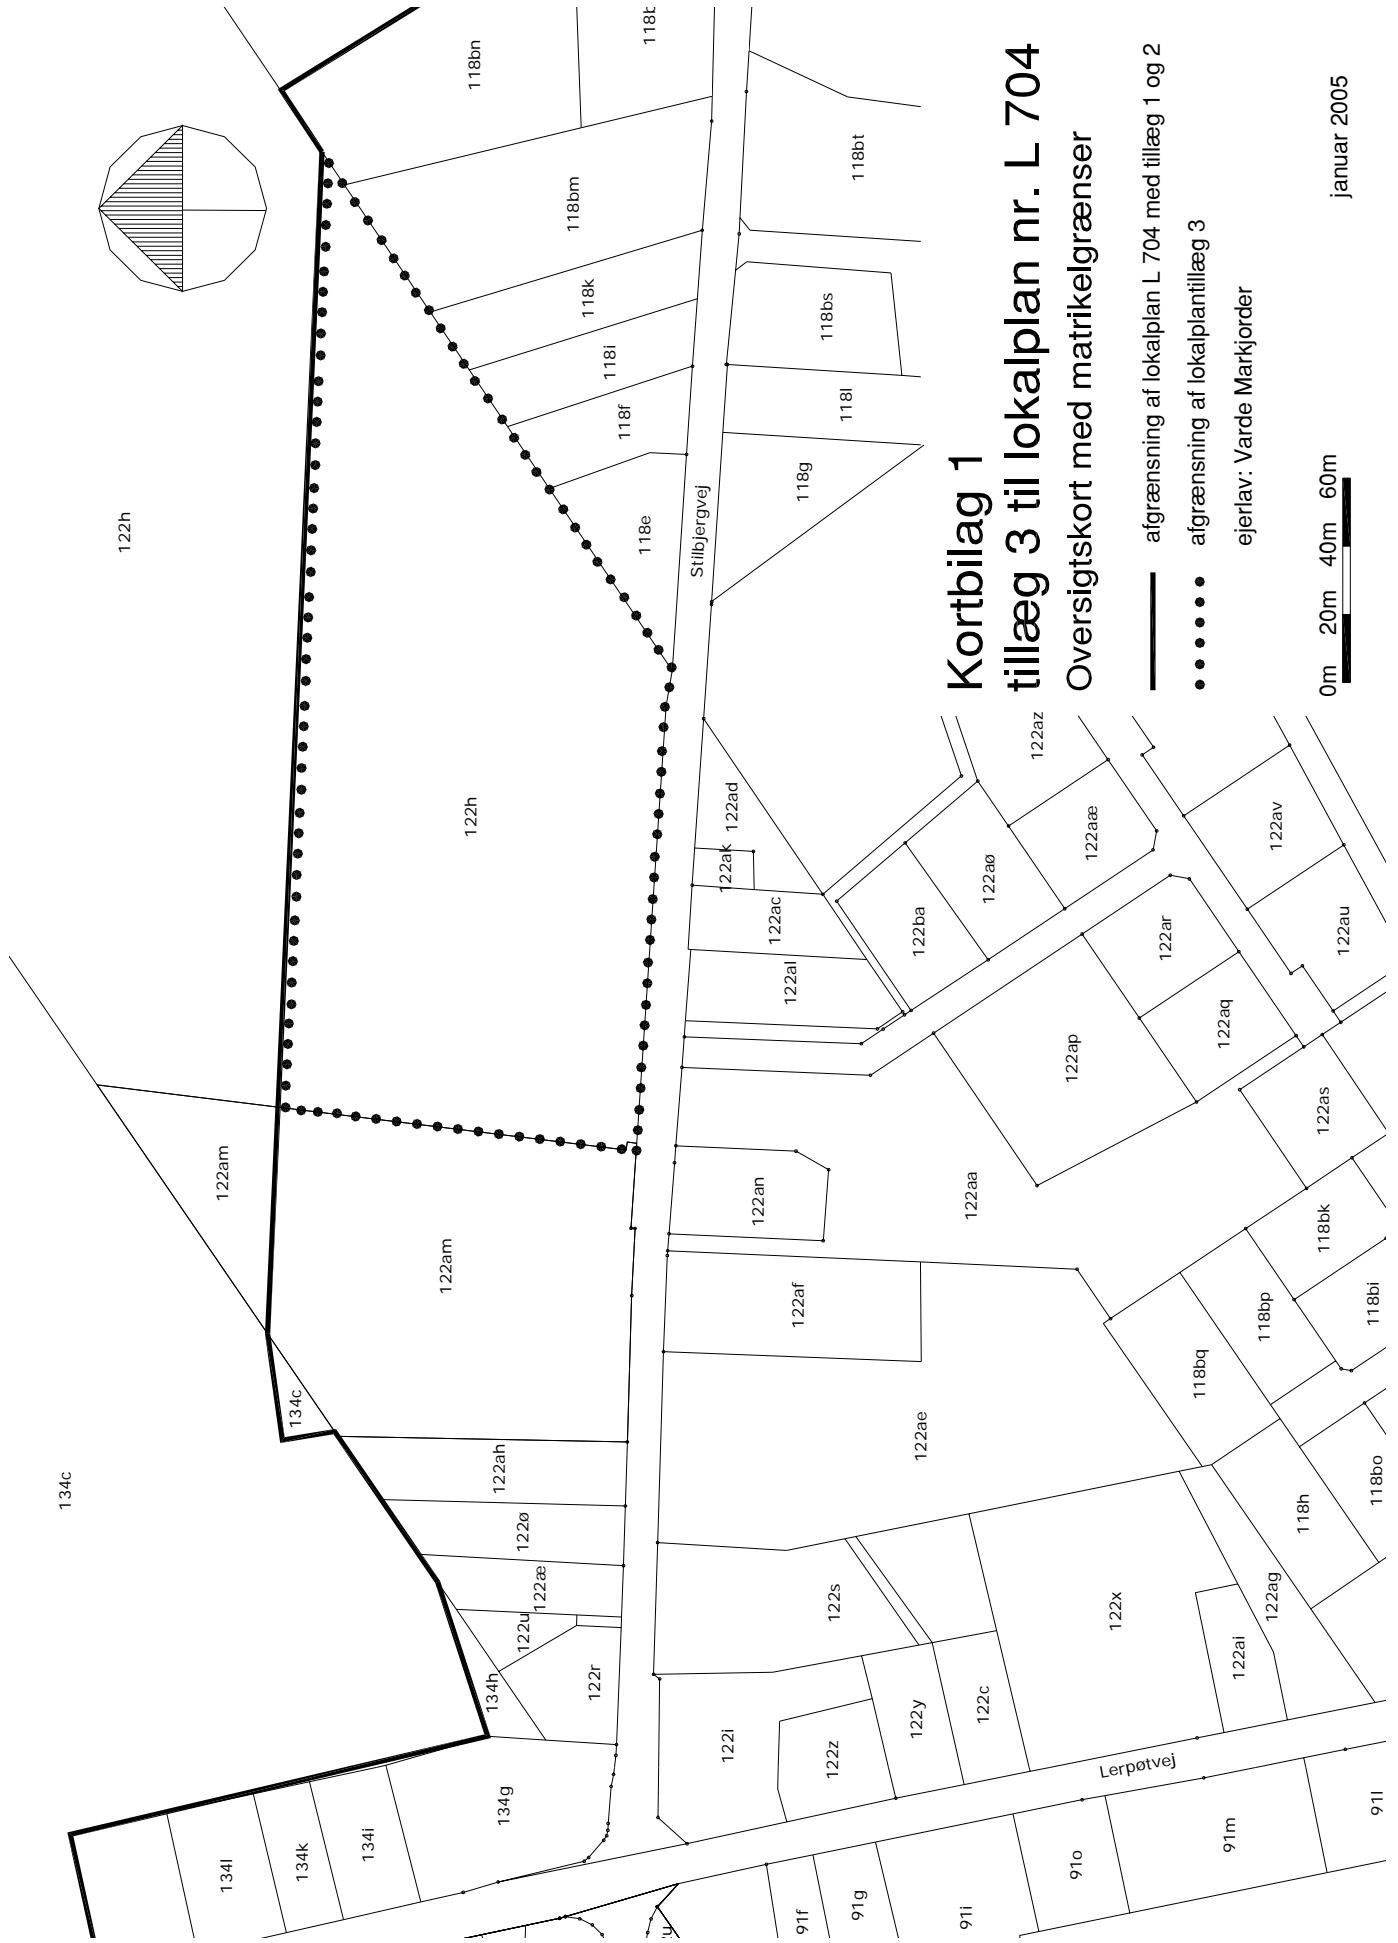 Kortbilag 1
tillæg 3 til lokalplan nr. L 704
Oversigtskort med matrikelgrænser
afgrænsning af lokalplan L 704 med tillæg 1 og 2
afgrænsning af lokalplantillæg 3
ejerlav: Varde Markjorder
0m 20m 40m 60m
januar 2005
Stilbjergvej
Lerpøtvej
134c
134l
134k
134i
134g
134h
134c
122r
122u
122æ
122ø
122ah
122am
122am
122h
122h
118e
118f
118i
118k
118bm
118bn
118g
118l
118bs
118bt
122ad
122ak
122ac
122al
122an
122af
122aa
122ae
122s
122i
122z
122y
122c
122x
122ai
122ag
122ba
122aø
122aæ
122az
122av
122au
122ar
122aq
122ap
122as
118bk
118bi
118bp
118bq
118h
118bo
91f
91g
91i
91o
91m
91l